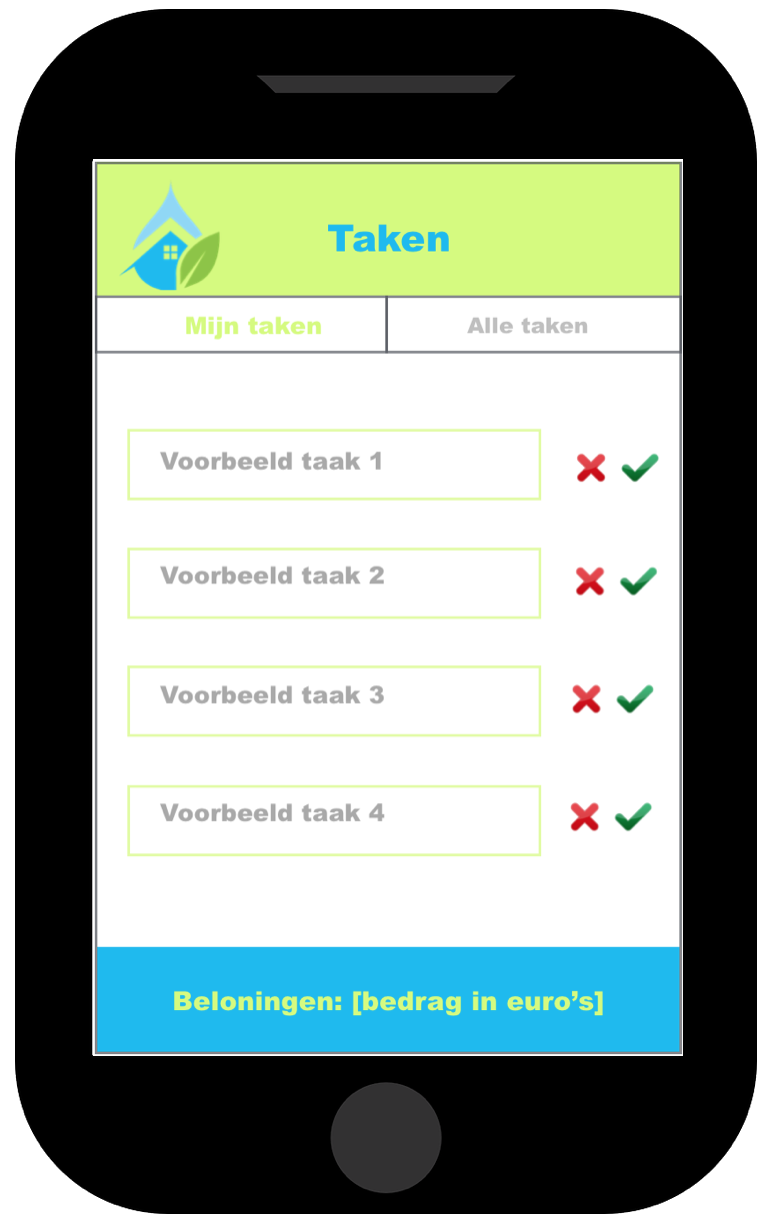 Taken
Mijn taken
Alle taken
Voorbeeld taak 1
Voorbeeld taak 2
Voorbeeld taak 3
Voorbeeld taak 4
Beloningen: [bedrag in euro’s]